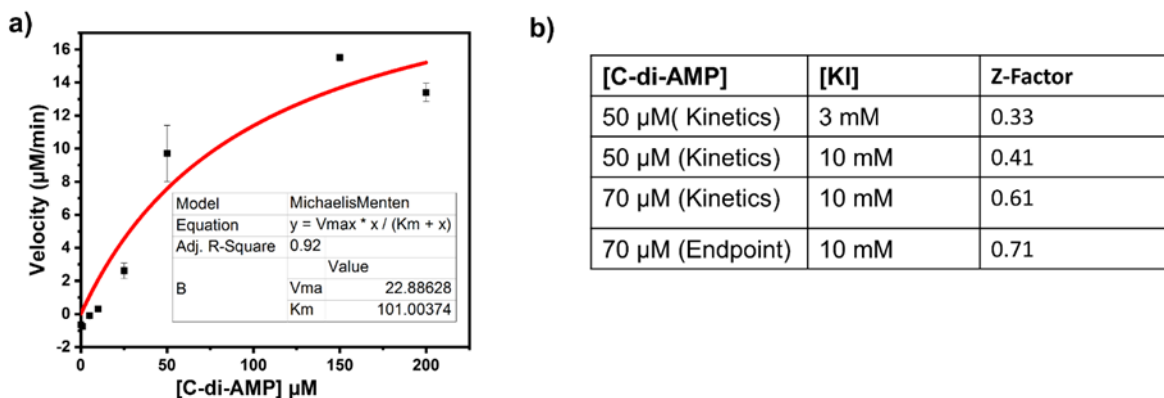 a)
16
14
12
10
8
6
4
2
0
-2
Velocity (µM/min)
0 50 100 150 200
[C-di-AMP] µM
Model MichaelisMenten
Equation y = Vmax * x / (Km + x)
Adj. R-Square 0.92
Value
B
Vma 22.88628
Km 101.00374
b)
[C-di-AMP] [KI] Z-Factor
50 µM( Kinetics) 3 mM 0.33
50 µM (Kinetics) 10 mM 0.41
70 µM (Kinetics) 10 mM 0.61
70 µM (Endpoint) 10 mM 0.71